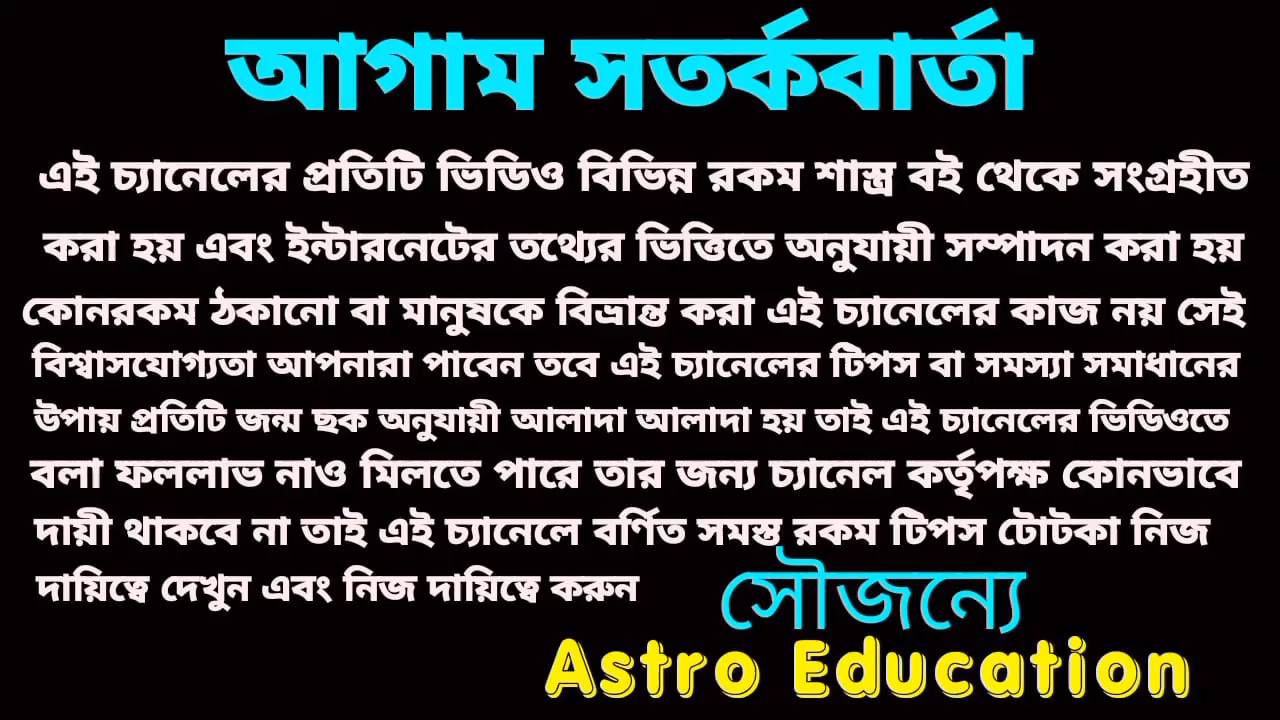 আগাম সতর্কবার্তা
এই চ্যানেলের প্রতিটি ভিডিও বিভিন্ন রকম শাস্ত্র বই থেকে সংগ্রহীত
করা হয় এবং ইন্টারনেটের তথ্যের ভিত্তিতে অনুযায়ী সম্পাদন করা হয়
কোনরকম ঠকানো বা মানুষকে বিভ্রান্ত করা এই চ্যানেলের কাজ নয় সেই
বিশ্বাসযোগ্যতা আপনারা পাবেন তবে এই চ্যানেলের টিপস বা সমস্যা সমাধানের
উপায় প্রতিটি জন্ম ছক অনুযায়ী আলাদা আলাদা হয় তাই এই চ্যানেলের ভিডিওতে
বলা ফললাভ নাও মিলতে পারে তার জন্য চ্যানেল কর্তৃপক্ষ কোনভাবে
দায়ী থাকবে না তাই এই চ্যানেলে বর্ণিত সমস্ত রকম টিপস টোটকা নিজ
দায়িত্বে দেখুন এবং নিজ দায়িত্বে করুন
সৌজন্যে
Astro Education